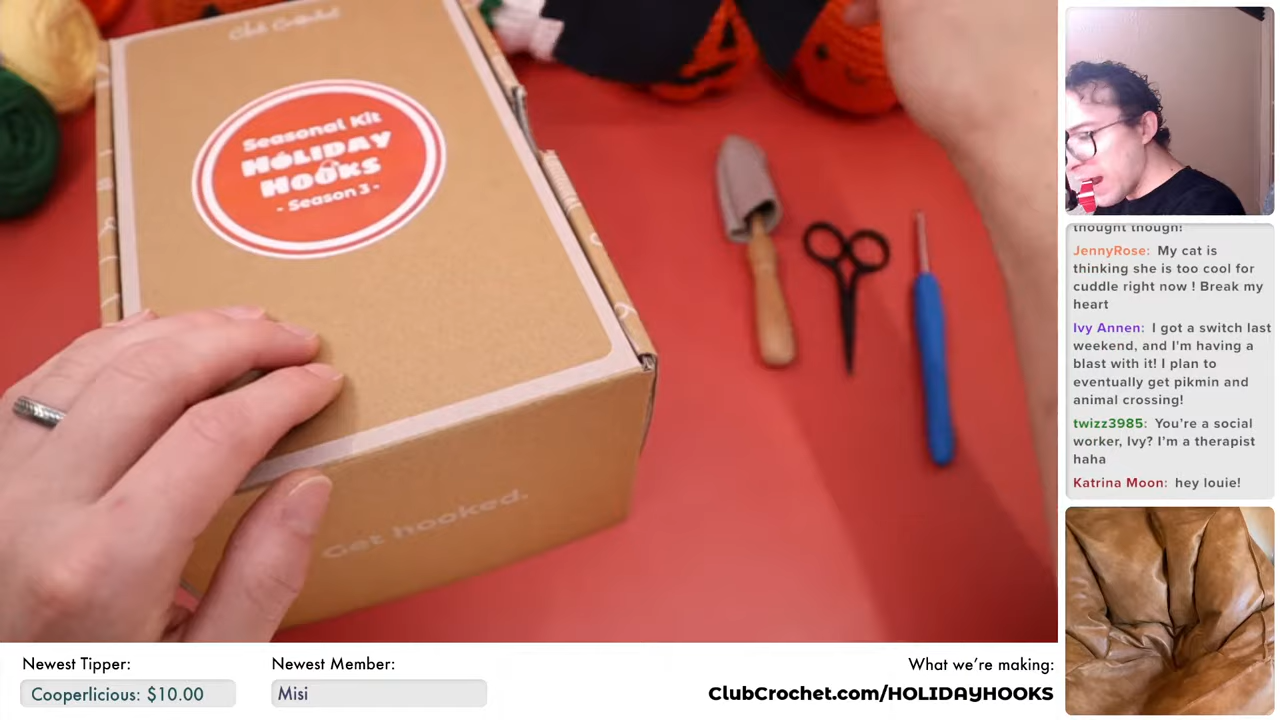 Club Crochet
Seasonal Kit
HOLIDAY
HOOKS
- Season 3 -
Get hooked.
thought though!
JennyRose: My cat is
thinking she is too cool for
cuddle right now ! Break my
heart
Ivy Annen: I got a switch last
weekend, and I'm having a
blast with it! I plan to
eventually get pikmin and
animal crossing!
twizz3985: You're a social
worker, Ivy? I'm a therapist
haha
Katrina Moon: hey louie!
Newest Tipper:
Cooperlicious: $10.00
Newest Member:
Misi
What we're making:
ClubCrochet.com/HOLIDAYHOOKS